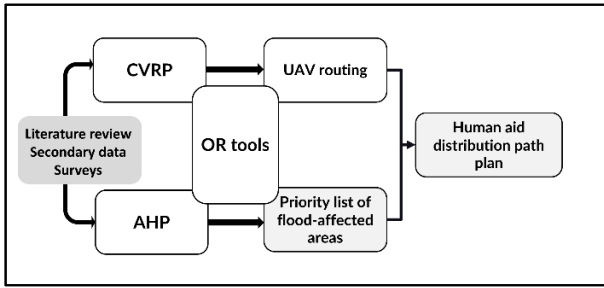 CVRP
UAV routing
Literature review
Secondary data
Surveys
OR tools
Human aid
distribution path
plan
AHP
Priority list of
flood-affected
areas